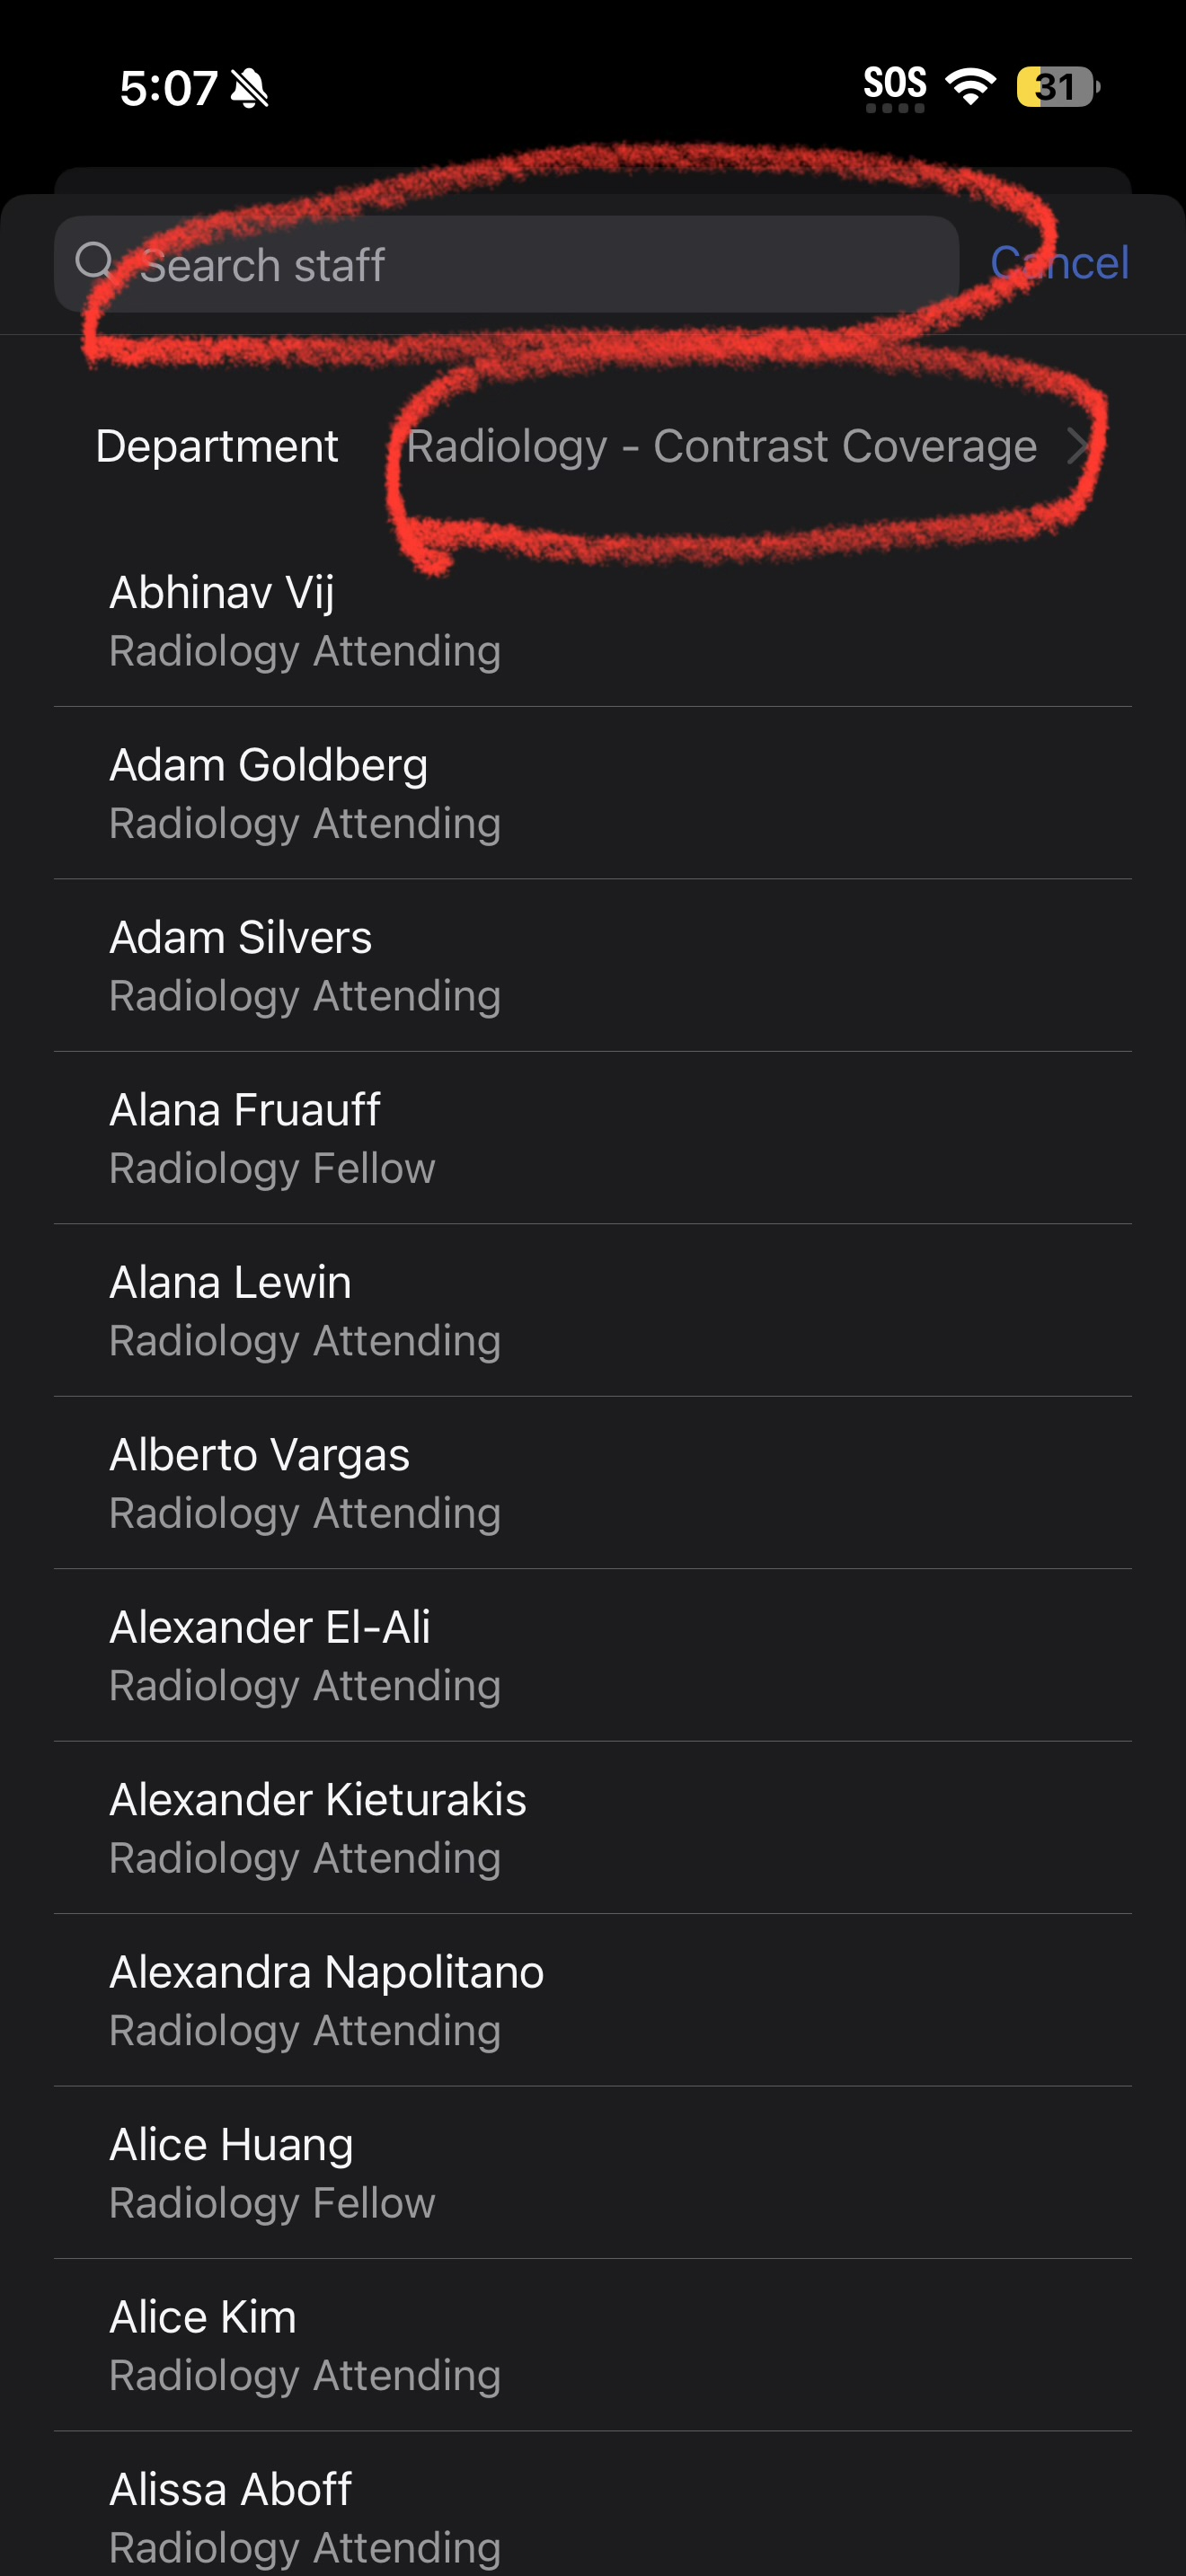 5:07 SOS 31
Search staff Cancel
Department Radiology - Contrast Coverage
Abhinav Vij
Radiology Attending
Adam Goldberg
Radiology Attending
Adam Silvers
Radiology Attending
Alana Fruauff
Radiology Fellow
Alana Lewin
Radiology Attending
Alberto Vargas
Radiology Attending
Alexander El-Ali
Radiology Attending
Alexander Kieturakis
Radiology Attending
Alexandra Napolitano
Radiology Attending
Alice Huang
Radiology Fellow
Alice Kim
Radiology Attending
Alissa Aboff
Radiology Attending